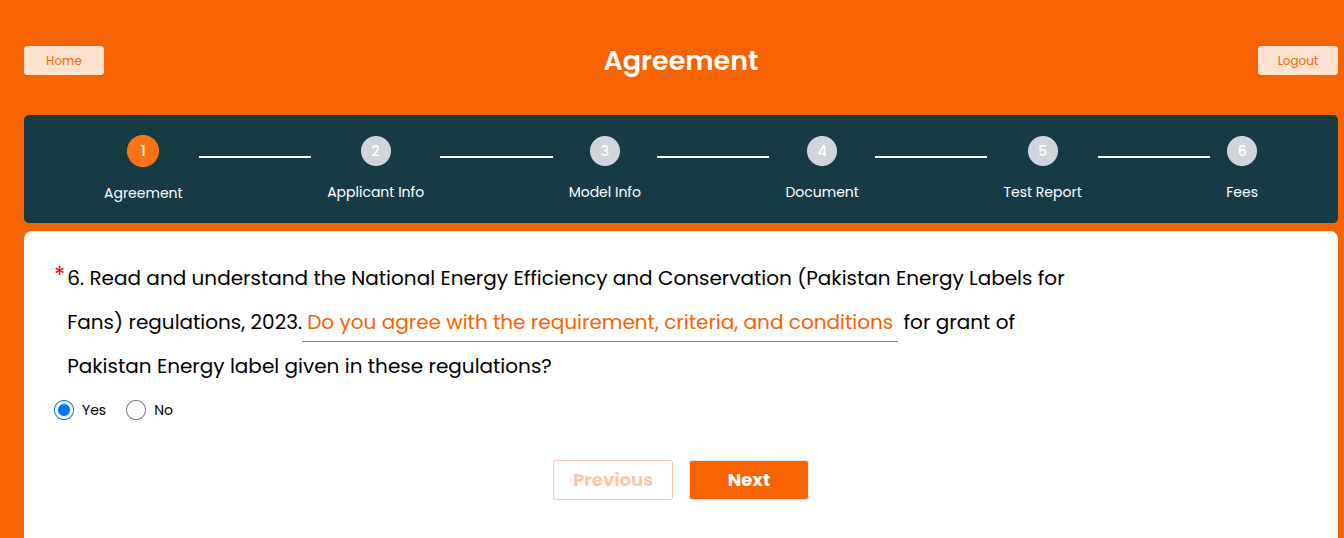 Home
Agreement
Logout
1
2
3
4
5
6
Agreement
Applicant Info
Model Info
Document
Test Report
Fees
*6. Read and understand the National Energy Efficiency and Conservation (Pakistan Energy Labels for
Fans) regulations, 2023. Do you agree with the requirement, criteria, and conditions for grant of
Pakistan Energy label given in these regulations?
Yes
No
Previous
Next